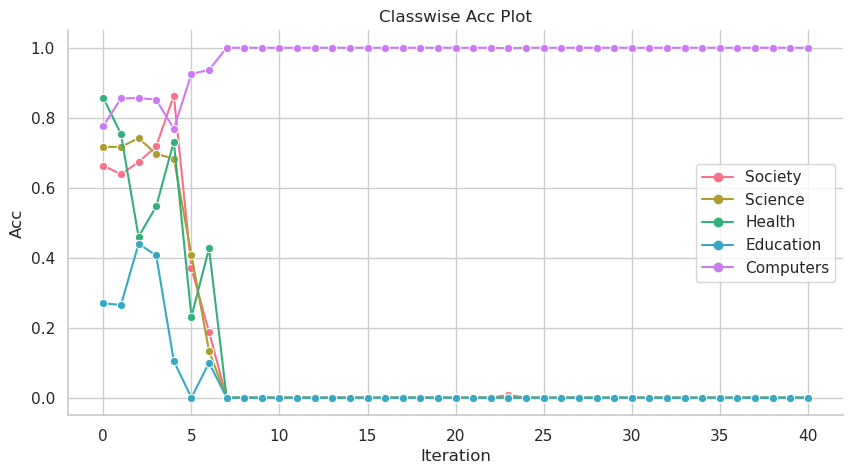 Classwise Acc Plot
1.0
0.8
0.6
0.4
0.2
0.0
Acc
Society
Science
Health
Education
Computers
0 5 10 15 20 25 30 35 40
Iteration